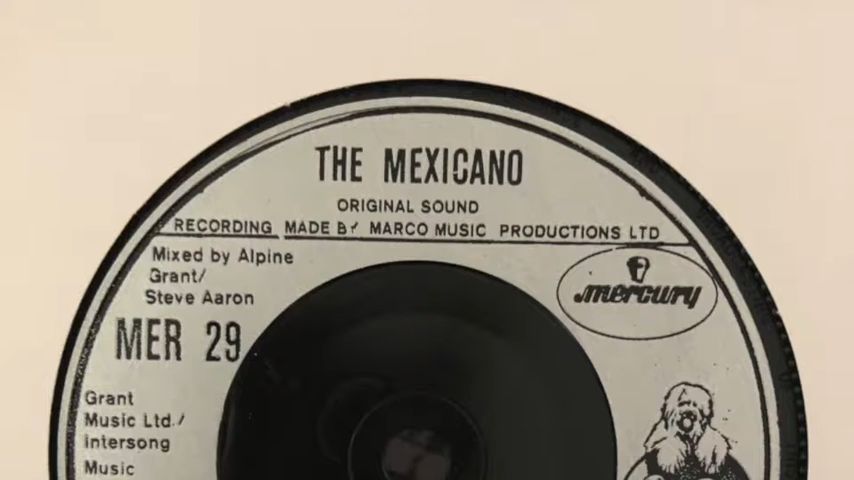 THE MEXICANO
ORIGINAL SOUND
RECORDING MADE BY MARCO MUSIC PRODUCTIONS LTD
Mixed by Alpine
Grant/
Steve Aaron
mercury
MER 29
Grant
Music Ltd./
Intersong
Music